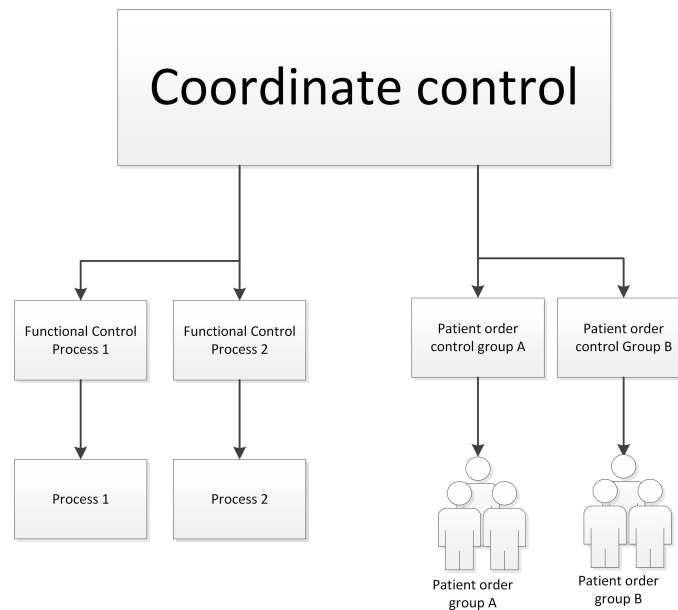 Coordinate control
Functional Control
Process 1
Functional Control
Process 2
Patient order
control group A
Patient order
control Group B
Process 1
Process 2
Patient order
group A
Patient order
group B